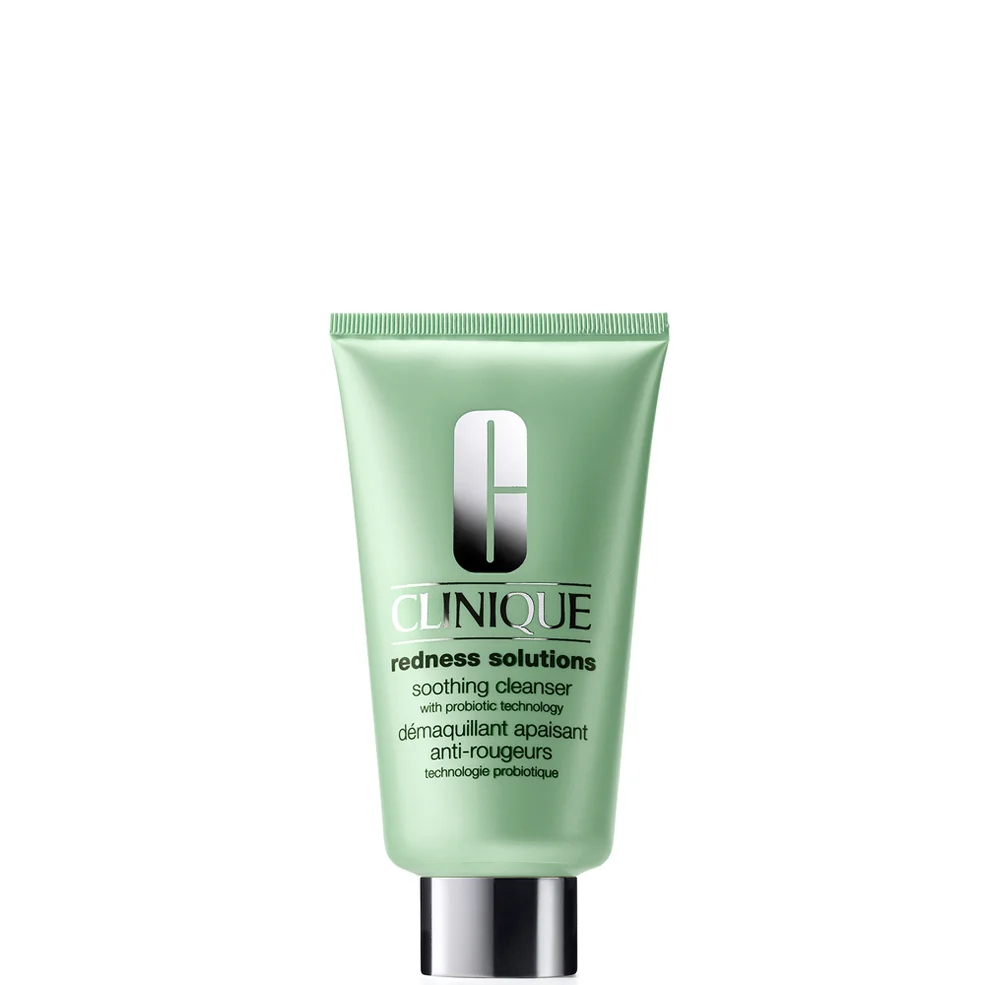 C
CLINIQUE
redness solutions
soothing cleanser
with probiotic technology
démaquillant apaisant
anti-rougeurs
technologie probiotique